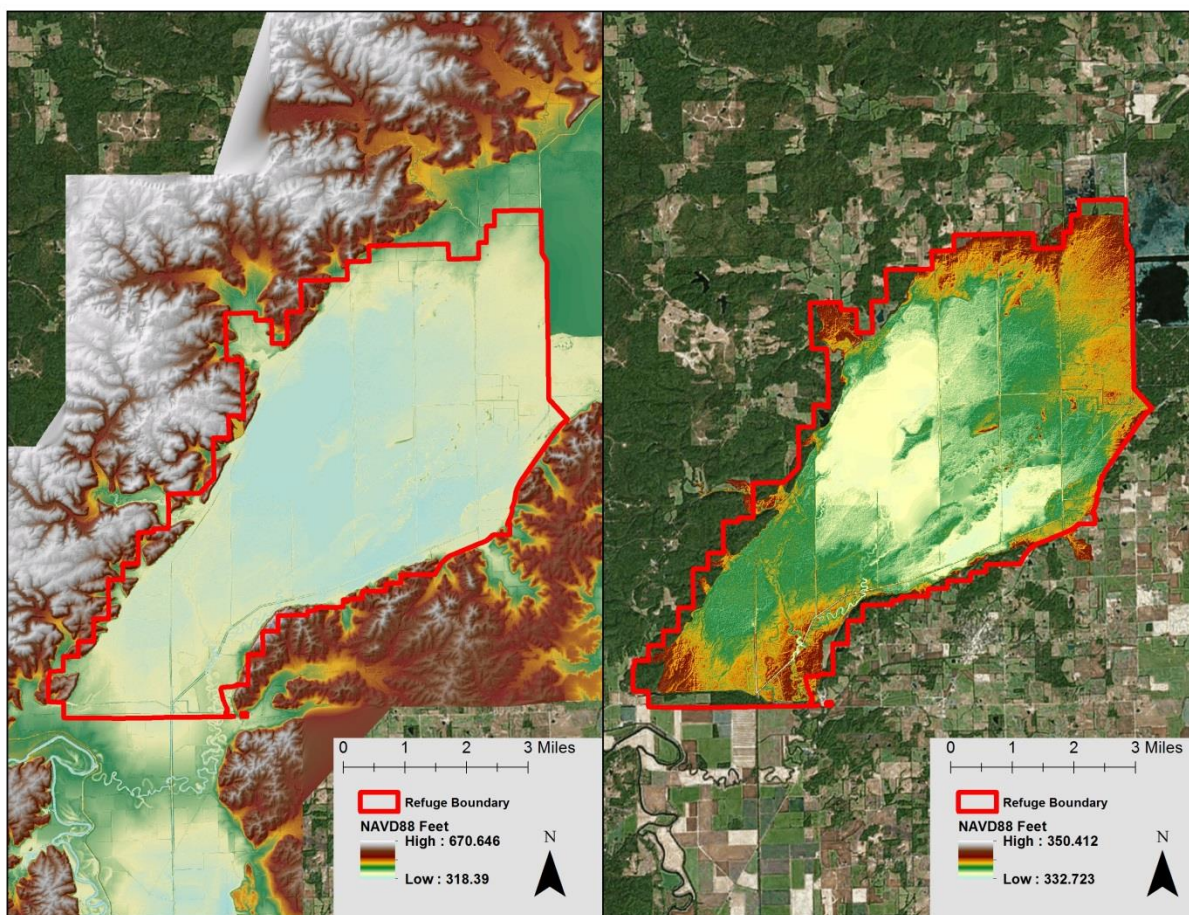 0 1 2 3 Miles
Refuge Boundary
NAVD88 Feet
High : 670.646
Low : 318.39
N
0 1 2 3 Miles
Refuge Boundary
NAVD88 Feet
High : 350.412
Low : 332.723
N